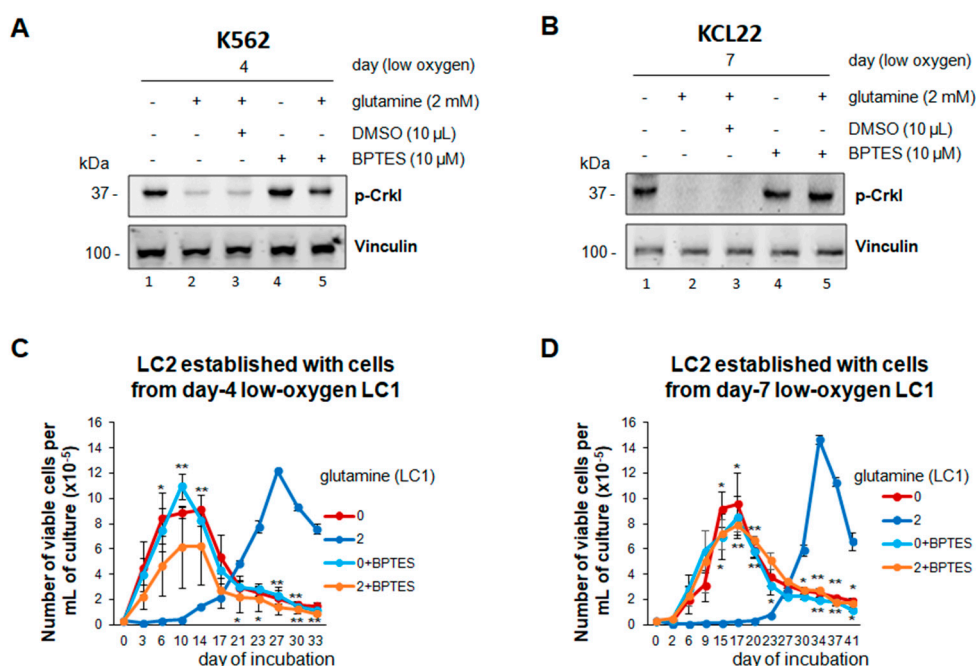 A
K562
4 day (low oxygen)
- + + - + glutamine (2 mM)
- - + - - DMSO (10 µL)
- - - + + BPTES (10 µM)
kDa
37 - p-Crkl
100 - Vinculin
1 2 3 4 5
B
KCL22
7 day (low oxygen)
- + + - + glutamine (2 mM)
- - + - - DMSO (10 µL)
- - - + + BPTES (10 µM)
kDa
37 - p-Crkl
100 - Vinculin
1 2 3 4 5
C
LC2 established with cells
from day-4 low-oxygen LC1
Number of viable cells per
mL of culture (x10-5)
16
14
12
10
8
6
4
2
0
* ** ** * * ** ** **
0 3 6 10 14 17 21 23 27 30 33
day of incubation
glutamine (LC1)
0
2
0+BPTES
2+BPTES
D
LC2 established with cells
from day-7 low-oxygen LC1
Number of viable cells per
mL of culture (x10-5)
16
14
12
10
8
6
4
2
0
* * * ** ** ** * * ** ** ** ** * *
0 2 6 9 15 17 20 23 27 30 34 37 41
day of incubation
glutamine (LC1)
0
2
0+BPTES
2+BPTES